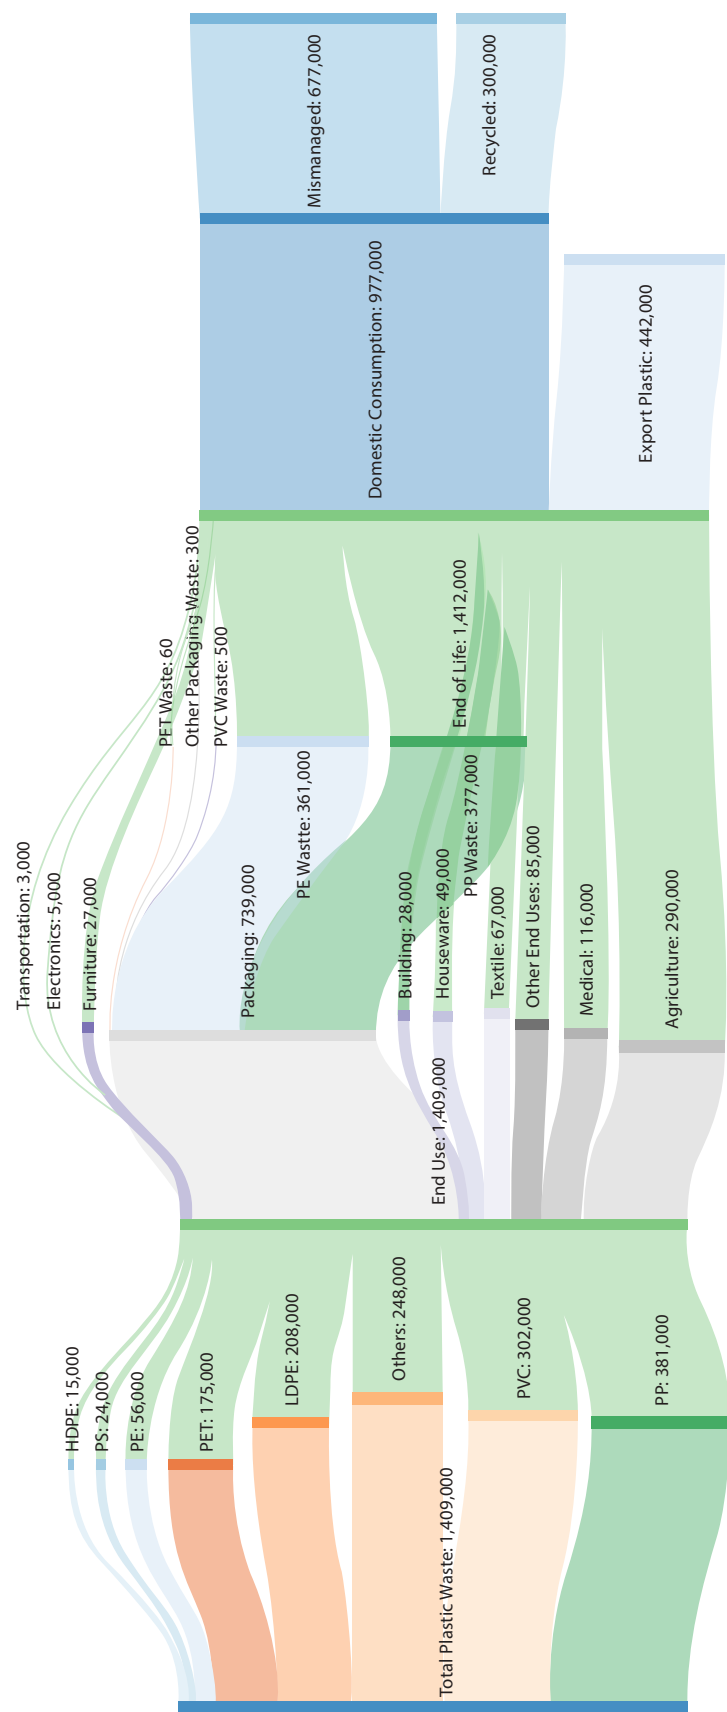 Total Plastic Waste: 1,409,000
HDPE: 15,000
PS: 24,000
PE: 56,000
PET: 175,000
LDPE: 208,000
Others: 248,000
PVC: 302,000
PP: 381,000
End Use: 1,409,000
Transportation: 3,000
Electronics: 5,000
Furniture: 27,000
Packaging: 739,000
Building: 28,000
Houseware: 49,000
Textile: 67,000
Other End Uses: 85,000
Medical: 116,000
Agriculture: 290,000
PET Waste: 60
Other Packaging Waste: 300
PVC Waste: 500
PE Wastte: 361,000
PP Waste: 377,000
End of Life: 1,412,000
Domestic Consumption: 977,000
Export Plastic: 442,000
Mismanaged: 677,000
Recycled: 300,000